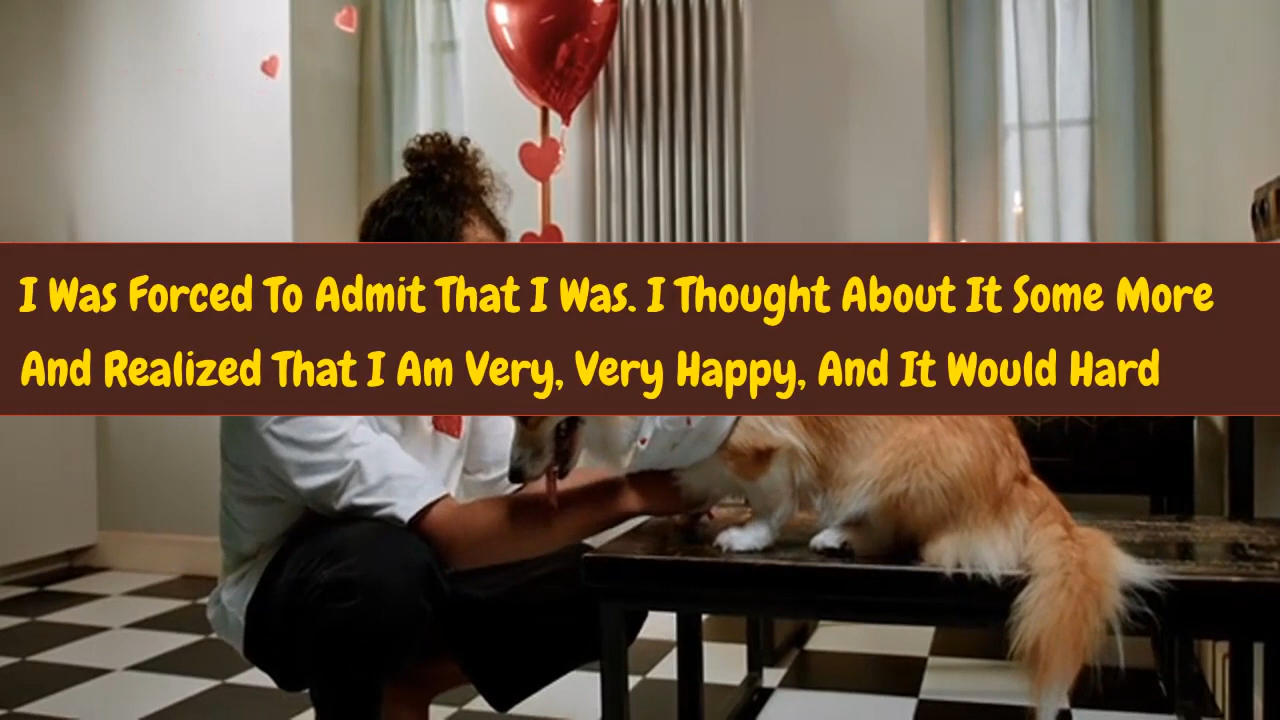 I Was Forced To Admit That I Was. I Thought About It Some More
And Realized That I Am Very, Very Happy, And It Would Hard